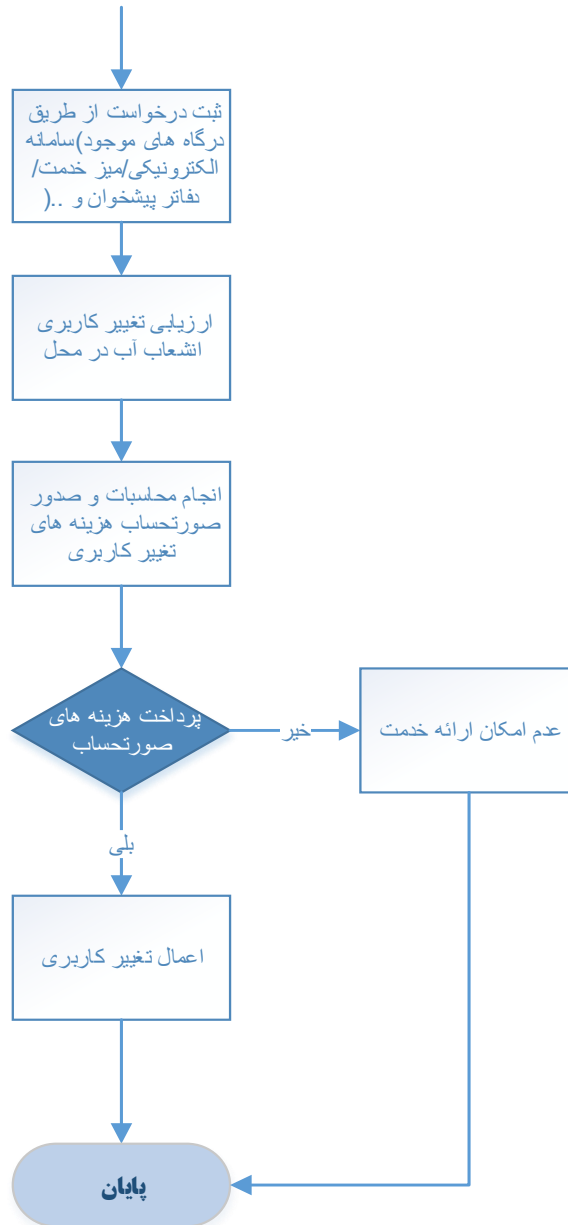 ثبت درخواست از طریق
درگاه های موجود)سامانه
الکترونیکی/میز خدمت/
دفاتر پیشخوان و ..(
ارزیابی تغییر کاربری
انشعاب آب در محل
انجام محاسبات و صدور
صورتحساب هزینه های
تغییر کاربری
پرداخت هزینه های
صورتحساب
خیر
عدم امکان ارائه خدمت
بلی
اعمال تغییر کاربری
پایان